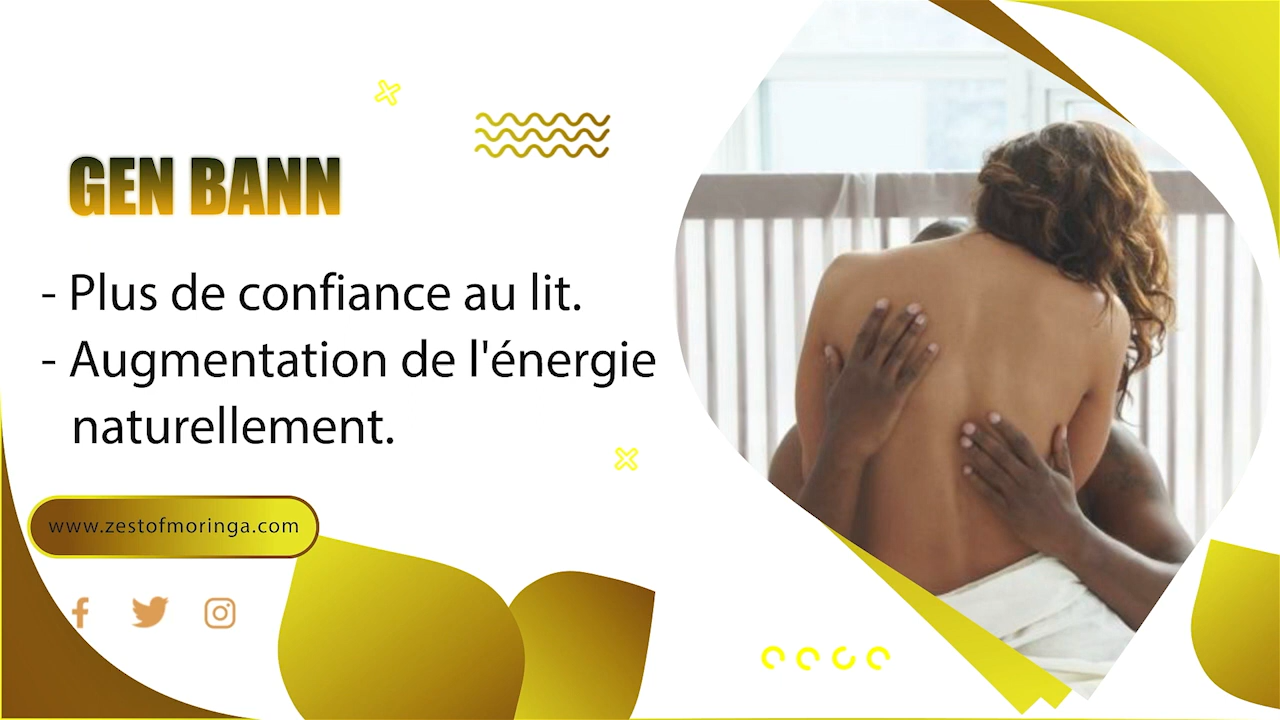 GEN BANN
- Plus de confiance au lit.
- Augmentation de l'énergie
naturellement.
www.zestofmoringa.com